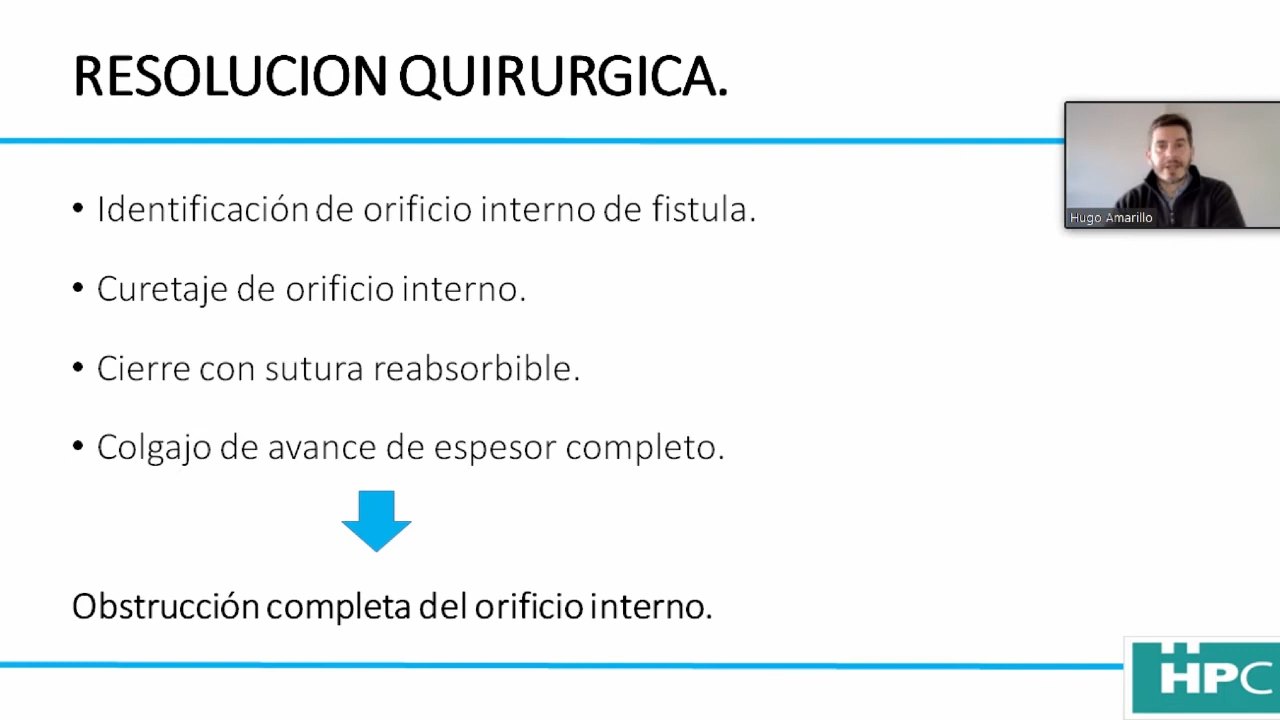 RESOLUCION QUIRURGICA.
• Identificación de orificio interno de fistula.
• Curetaje de orificio interno.
• Cierre con sutura reabsorbible.
• Colgajo de avance de espesor completo.
Obstrucción completa del orificio interno.
Hugo Amarillo
HPC